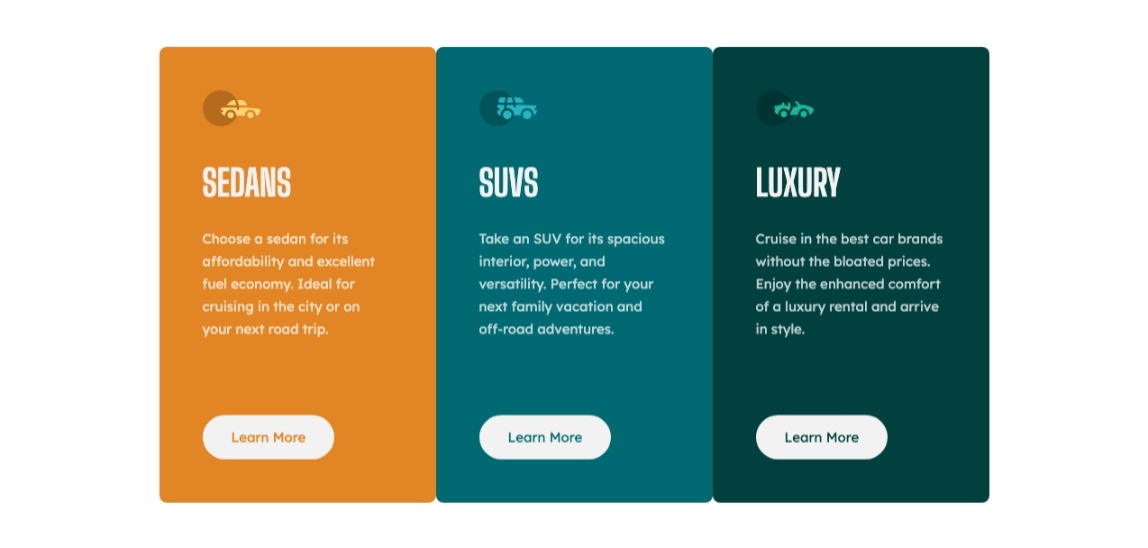 SEDANS
Choose a sedan for its
affordability and excellent
fuel economy. Ideal for
cruising in the city or on
your next road trip.
Learn More
SUVS
Take an SUV for its spacious
interior, power, and
versatility. Perfect for your
next family vacation and
off-road adventures.
Learn More
LUXURY
Cruise in the best car brands
without the bloated prices.
Enjoy the enhanced comfort
of a luxury rental and arrive
in style.
Learn More